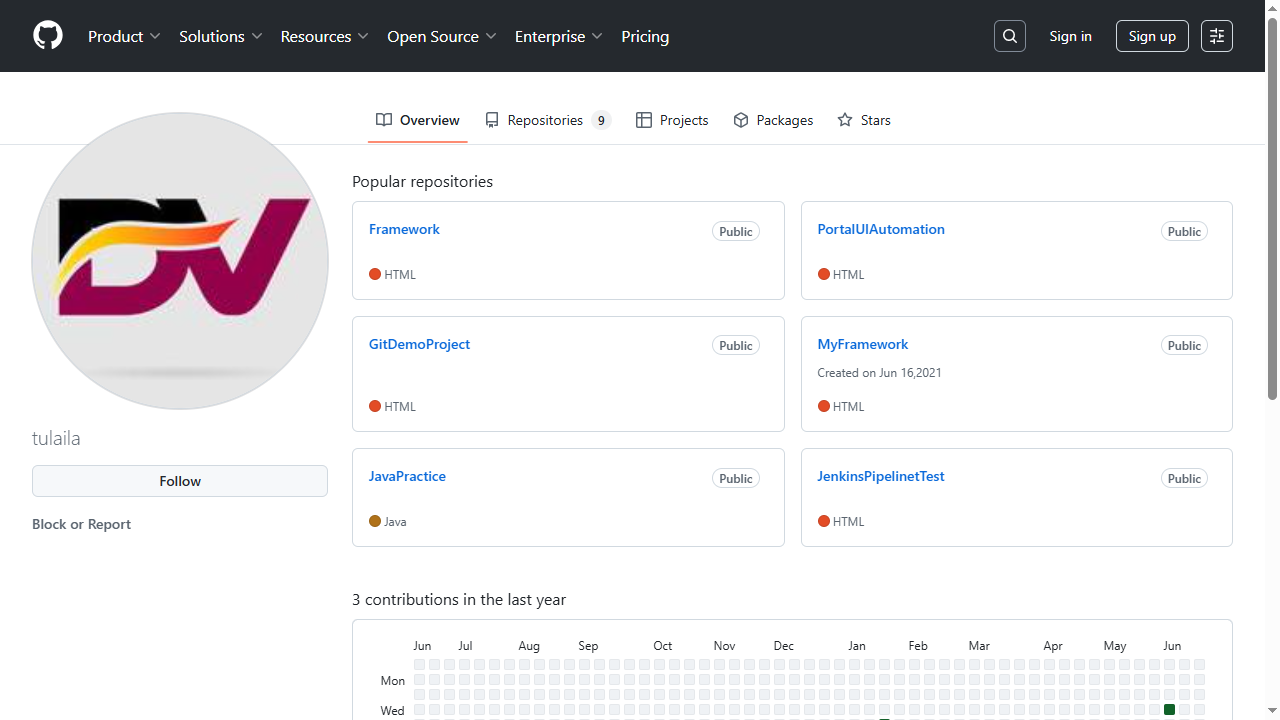 Product Solutions Resources Open Source Enterprise Pricing Sign in Sign up
Overview Repositories 9 Projects Packages Stars
DV
tulaila
Follow
Block or Report
Popular repositories
Framework Public
HTML
PortalUIAutomation Public
HTML
GitDemoProject Public
HTML
MyFramework Public
Created on Jun 16,2021
HTML
JavaPractice Public
Java
JenkinsPipelinetTest Public
HTML
3 contributions in the last year
Jun Jul Aug Sep Oct Nov Dec Jan Feb Mar Apr May Jun
Mon
Wed